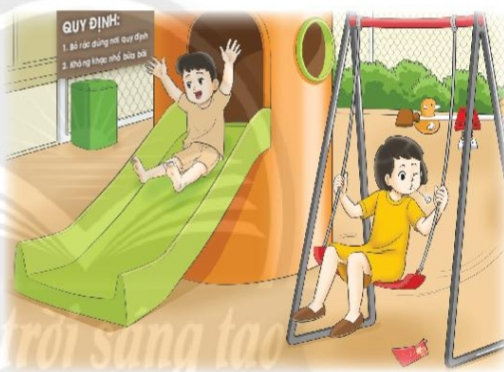 QUY ĐỊNH:
1. Bỏ rác đúng nơi quy định
2. Không khạc nhổ bừa bãi
trời sáng tạo